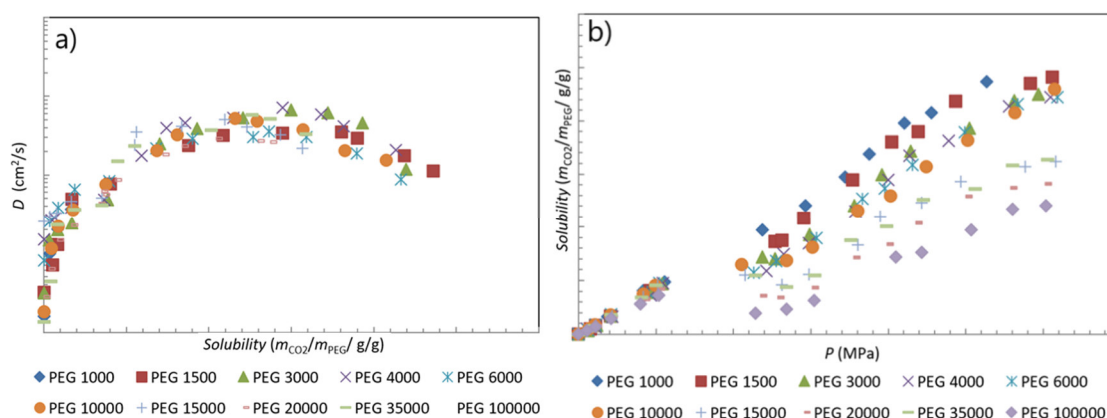 a)
D (cm²/s)
Solubility (mCO2/mPEG/ g/g)
PEG 1000 PEG 1500 PEG 3000 PEG 4000 PEG 6000
PEG 10000 PEG 15000 PEG 20000 PEG 35000 PEG 100000
b)
Solubility (mCO2/mPEG/ g/g)
P (MPa)
PEG 1000 PEG 1500 PEG 3000 PEG 4000 PEG 6000
PEG 10000 PEG 15000 PEG 20000 PEG 35000 PEG 100000